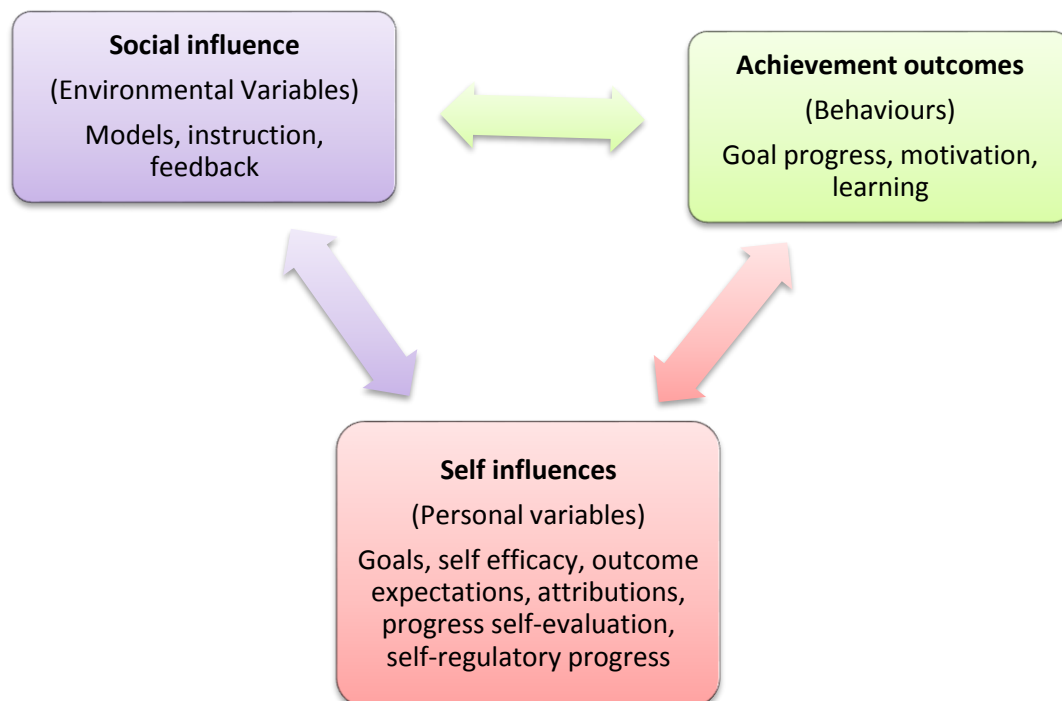 Social influence
(Environmental Variables)
Models, instruction,
feedback
Achievement outcomes
(Behaviours)
Goal progress, motivation,
learning
Self influences
(Personal variables)
Goals, self efficacy, outcome
expectations, attributions,
progress self-evaluation,
self-regulatory progress